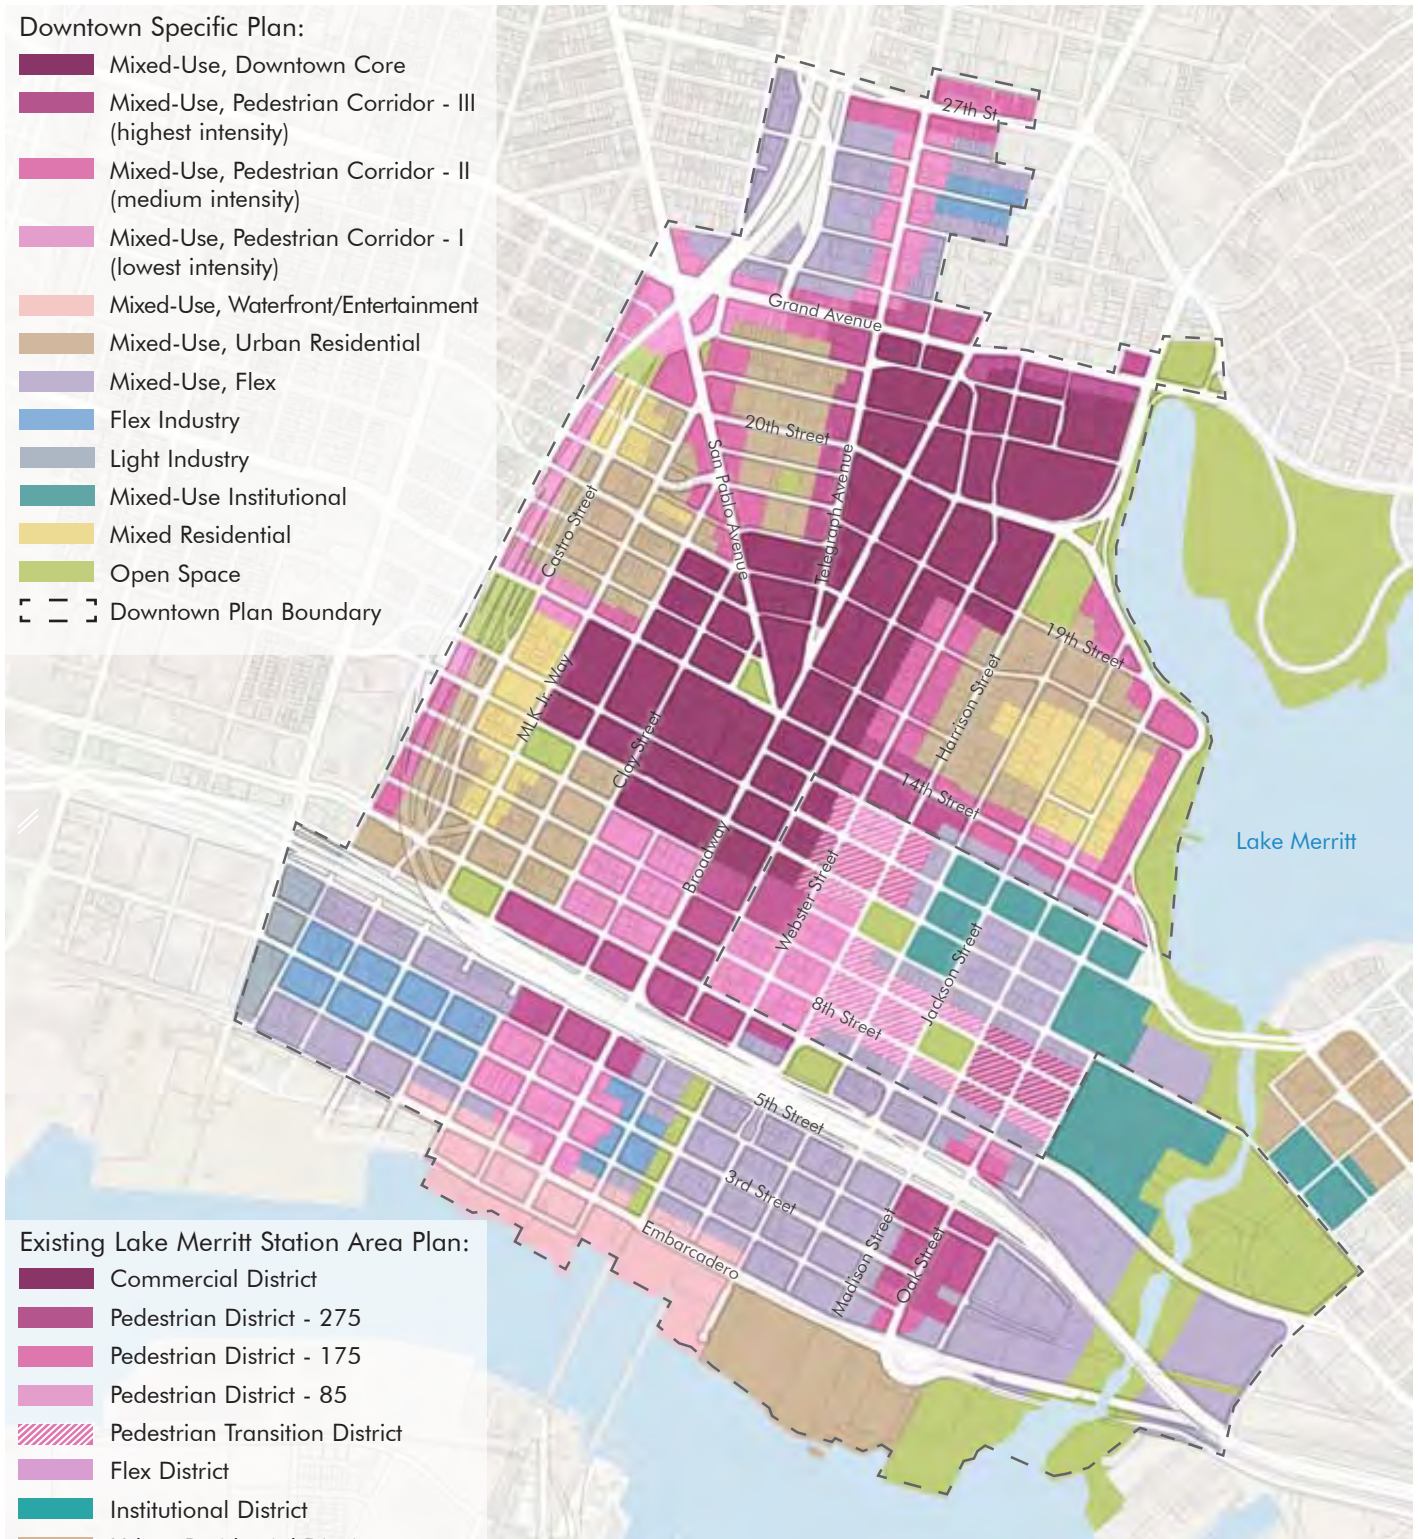 Downtown Specific Plan:
Mixed-Use, Downtown Core
Mixed-Use, Pedestrian Corridor - III
(highest intensity)
Mixed-Use, Pedestrian Corridor - II
(medium intensity)
Mixed-Use, Pedestrian Corridor - I
(lowest intensity)
Mixed-Use, Waterfront/Entertainment
Mixed-Use, Urban Residential
Mixed-Use, Flex
Flex Industry
Light Industry
Mixed-Use Institutional
Mixed Residential
Open Space
Downtown Plan Boundary
27th St
Grand Avenue
20th Street
San Pablo Avenue
Telegraph Avenue
Castro Street
19th Street
Harrison Street
MLK Jr. Way
Clay Street
14th Street
Broadway
Webster Street
Lake Merritt
Jackson Street
8th Street
5th Street
3rd Street
Madison Street
Oak Street
Embarcadero
Existing Lake Merritt Station Area Plan:
Commercial District
Pedestrian District - 275
Pedestrian District - 175
Pedestrian District - 85
Pedestrian Transition District
Flex District
Institutional District